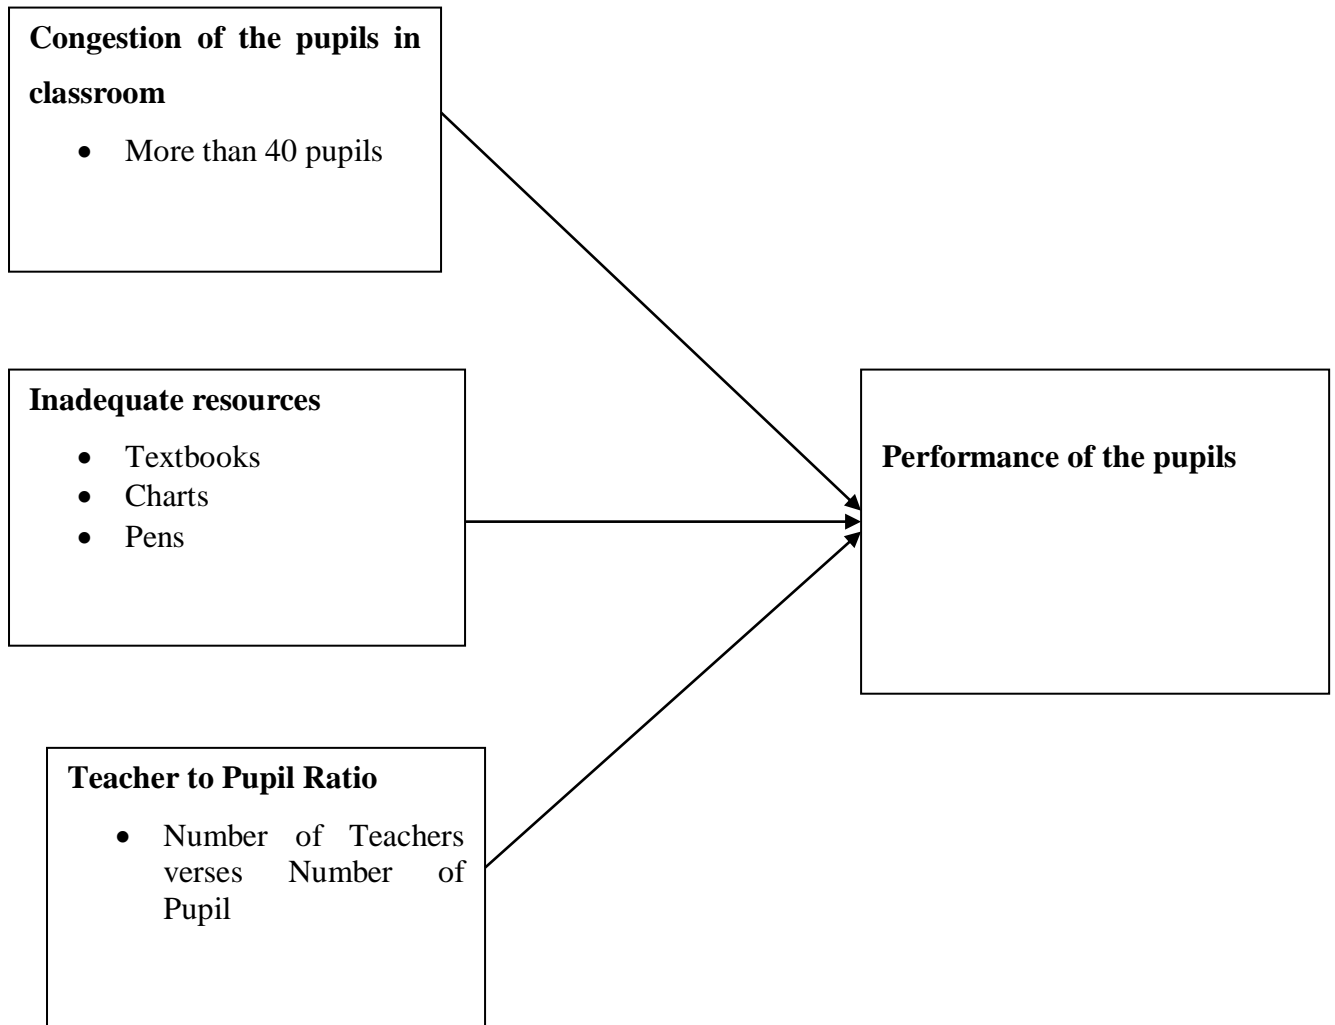 Congestion of the pupils in
classroom
• More than 40 pupils
Inadequate resources
• Textbooks
• Charts
• Pens
Performance of the pupils
Teacher to Pupil Ratio
• Number of Teachers
verses Number of
Pupil